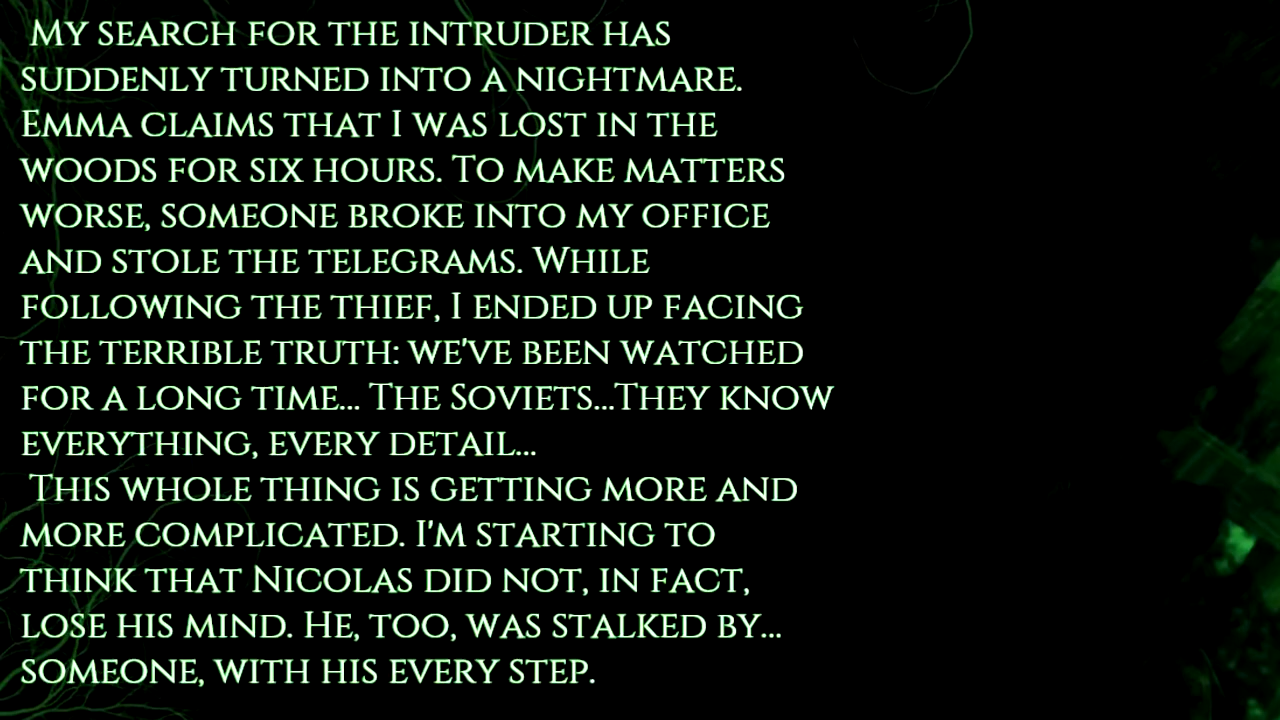 My search for the intruder has
suddenly turned into a nightmare.
Emma claims that I was lost in the
woods for six hours. To make matters
worse, someone broke into my office
and stole the telegrams. While
following the thief, I ended up facing
the terrible truth: we've been watched
for a long time... The Soviets...They know
everything, every detail...
This whole thing is getting more and
more complicated. I'm starting to
think that Nicolas did not, in fact,
lose his mind. He, too, was stalked by...
someone, with his every step.